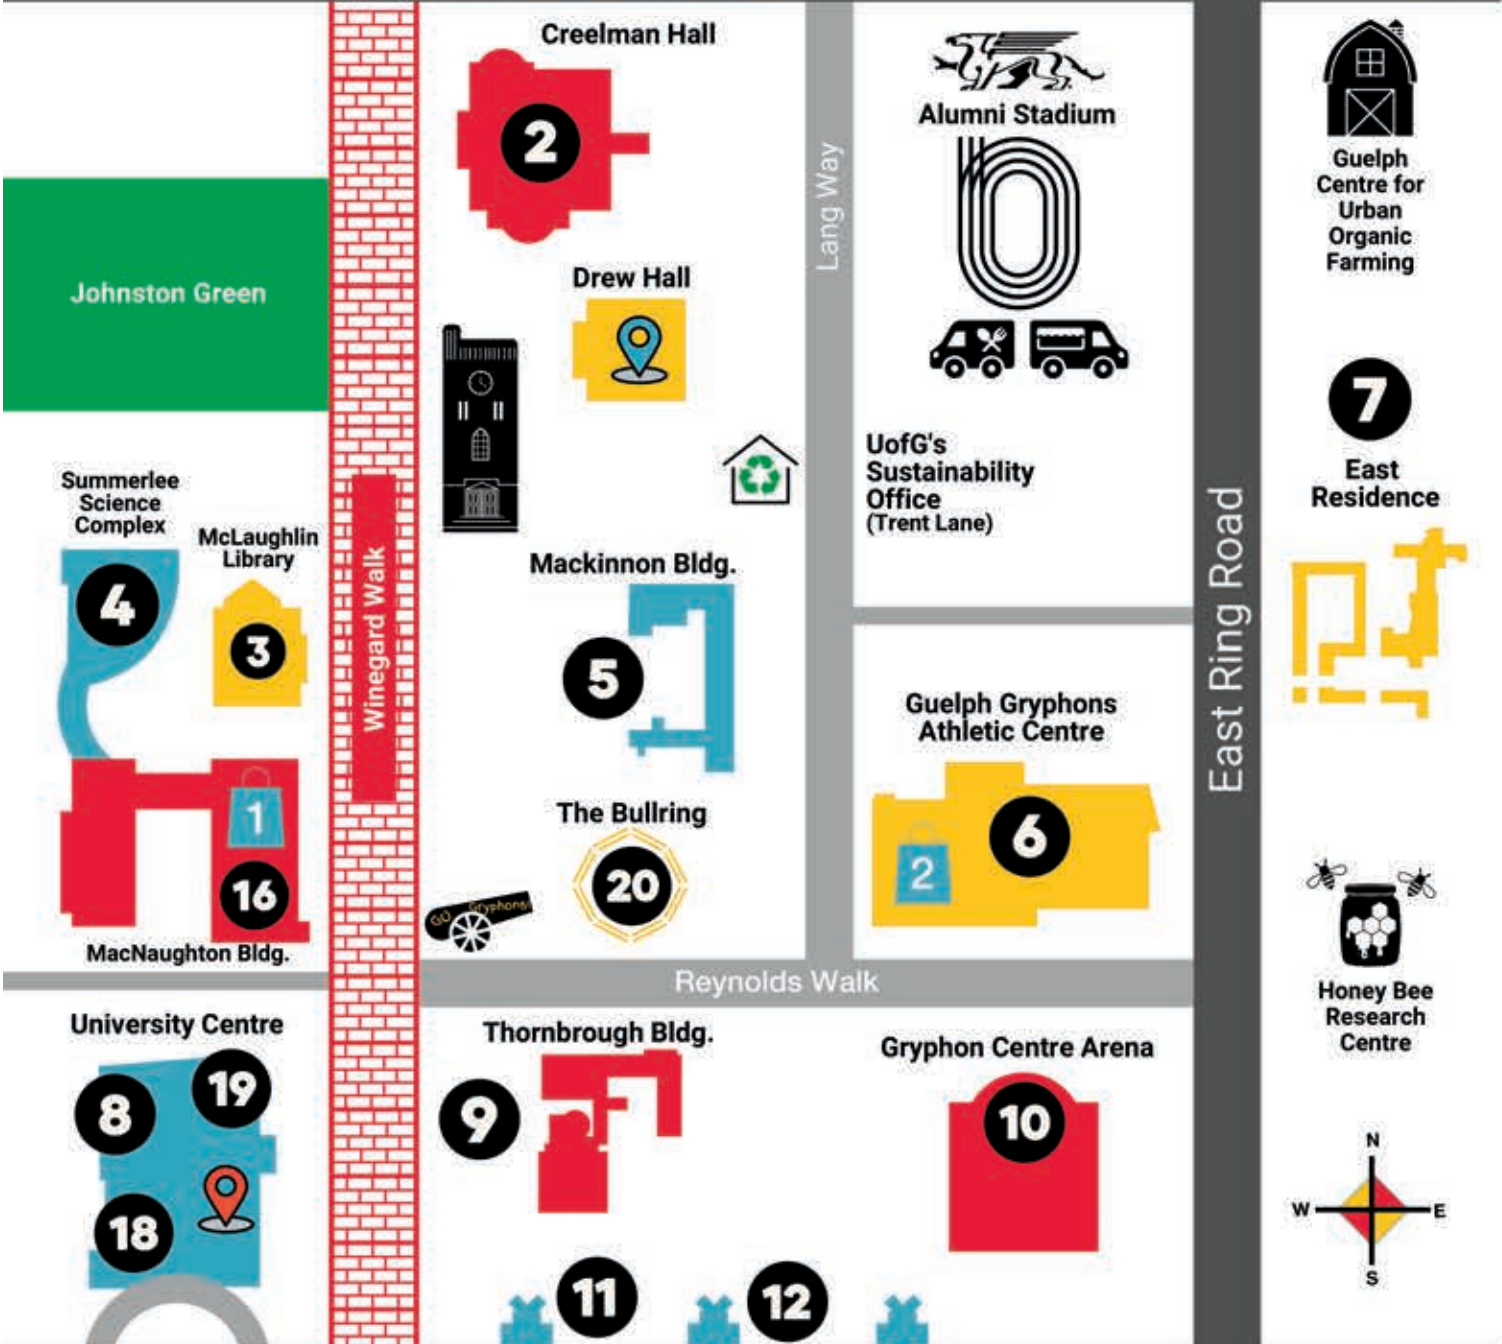 Creelman Hall
2
Alumni Stadium
Guelph
Centre for
Urban
Organic
Farming
Lang Way
Johnston Green
Drew Hall
7
East
Residence
UofG's
Sustainability
Office
(Trent Lane)
Summerlee
Science
Complex
McLaughlin
Library
4
3
Winegard Walk
Mackinnon Bldg.
5
East Ring Road
Guelph Gryphons
Athletic Centre
6
2
1
16
MacNaughton Bldg.
The Bullring
20
GO Gryphons!
Reynolds Walk
Honey Bee
Research
Centre
University Centre
8
19
18
Thornbrough Bldg.
9
Gryphon Centre Arena
10
11
12
N
W
E
S